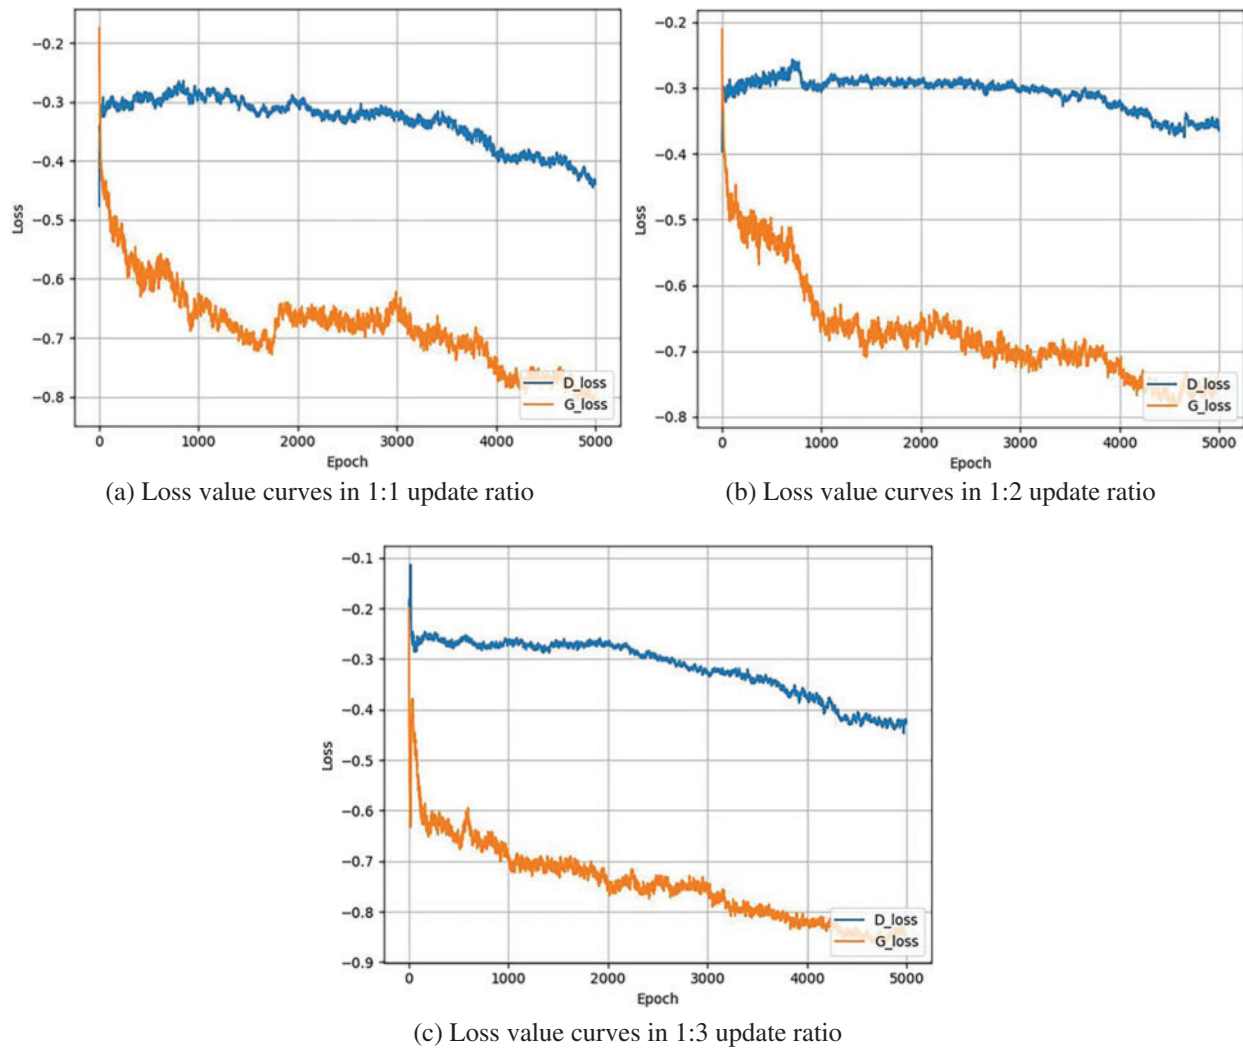 −0.2
−0.3
−0.4
−0.5
−0.6
−0.7
−0.8
Loss
0 1000 2000 3000 4000 5000
Epoch
D_loss
G_loss
(a) Loss value curves in 1:1 update ratio
−0.2
−0.3
−0.4
−0.5
−0.6
−0.7
−0.8
Loss
0 1000 2000 3000 4000 5000
Epoch
D_loss
G_loss
(b) Loss value curves in 1:2 update ratio
−0.1
−0.2
−0.3
−0.4
−0.5
−0.6
−0.7
−0.8
−0.9
Loss
0 1000 2000 3000 4000 5000
Epoch
D_loss
G_loss
(c) Loss value curves in 1:3 update ratio